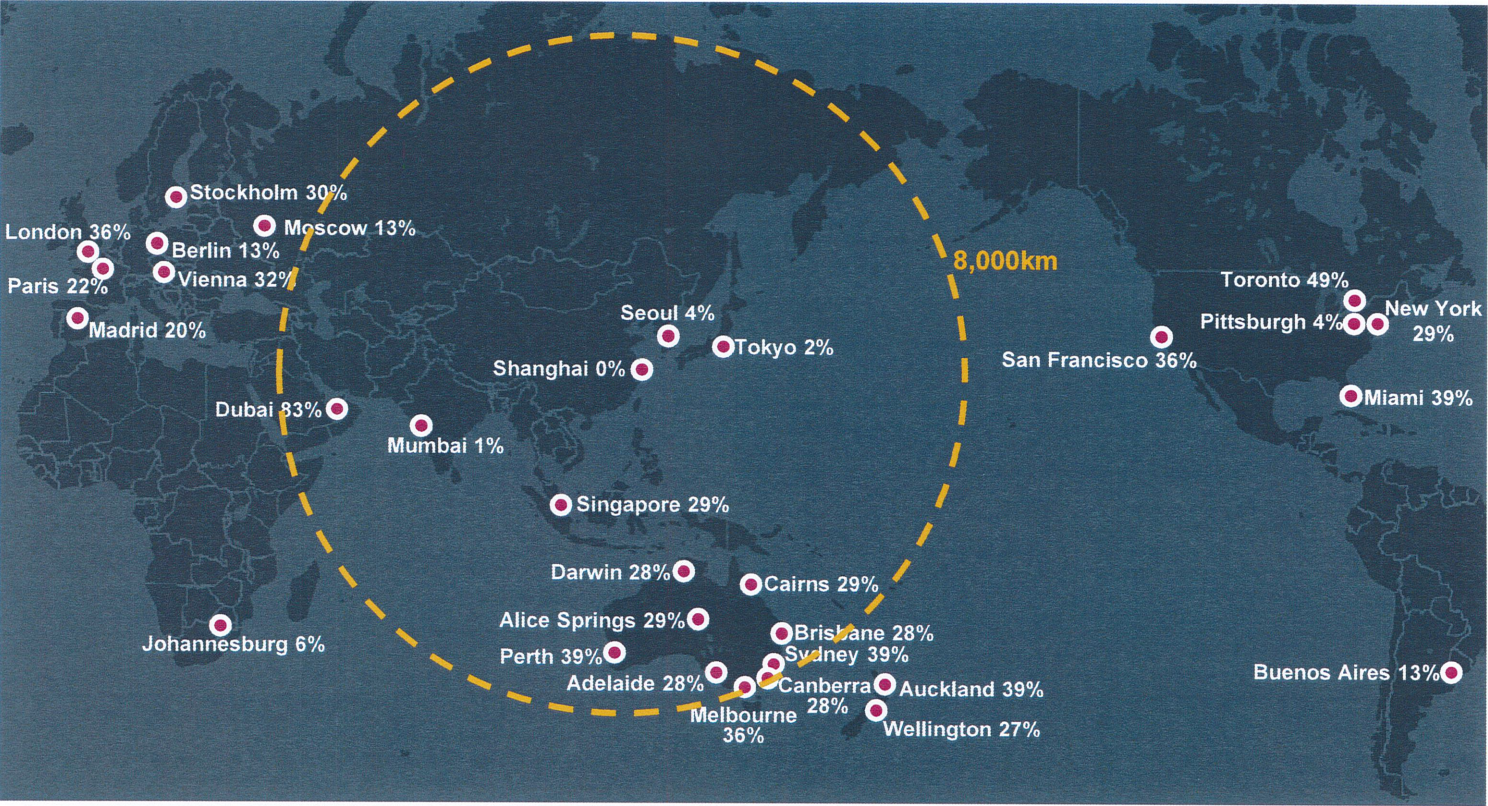 Stockholm 30%
Moscow 13%
London 36%
Berlin 13%
Vienna 32%
Paris 22%
Madrid 20%
8,000km
Toronto 49%
New York
29%
Pittsburgh 4%
San Francisco 36%
Miami 39%
Seoul 4%
Tokyo 2%
Shanghai 0%
Dubai 83%
Mumbai 1%
Singapore 29%
Darwin 28%
Cairns 29%
Alice Springs 29%
Brisbane 28%
Johannesburg 6%
Perth 39%
Sydney 39%
Adelaide 28%
Canberra
28%
Auckland 39%
Buenos Aires 13%
Melbourne
36%
Wellington 27%